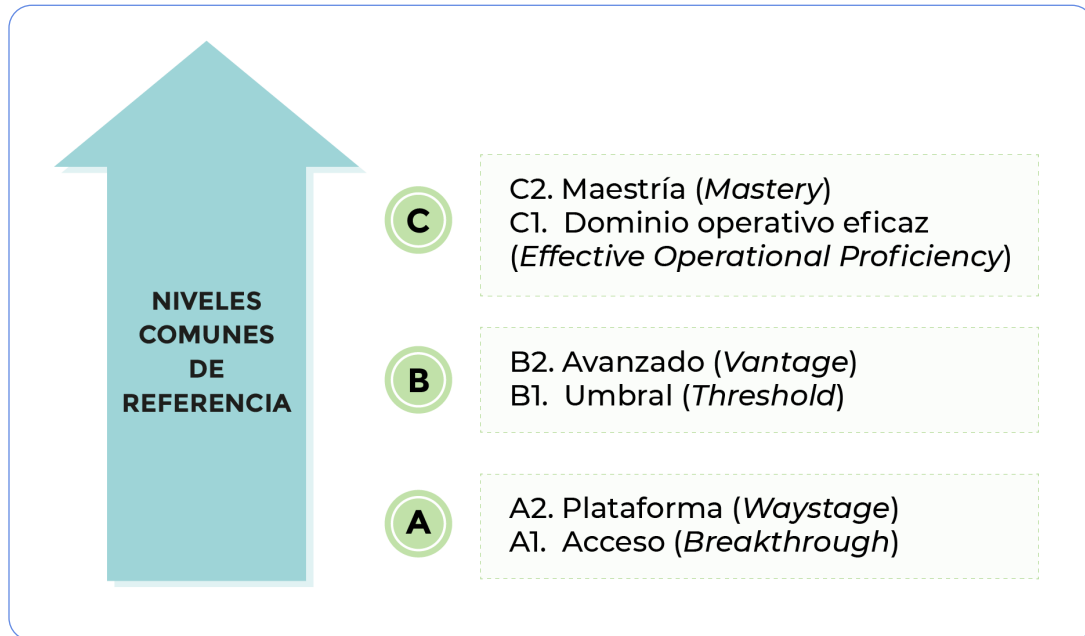 NIVELES
COMUNES
DE
REFERENCIA
C
C2. Maestría (Mastery)
C1. Dominio operativo eficaz
(Effective Operational Proficiency)
B
B2. Avanzado (Vantage)
B1. Umbral (Threshold)
A
A2. Plataforma (Waystage)
A1. Acceso (Breakthrough)